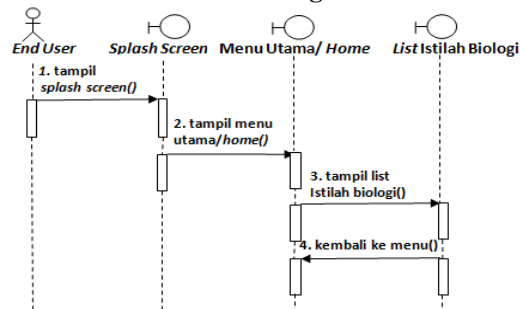 End User
Splash Screen
Menu Utama/ Home
List Istilah Biologi
1. tampil
splash screen()
2. tampil menu
utama/home()
3. tampil list
Istilah biologi()
4. kembali ke menu()